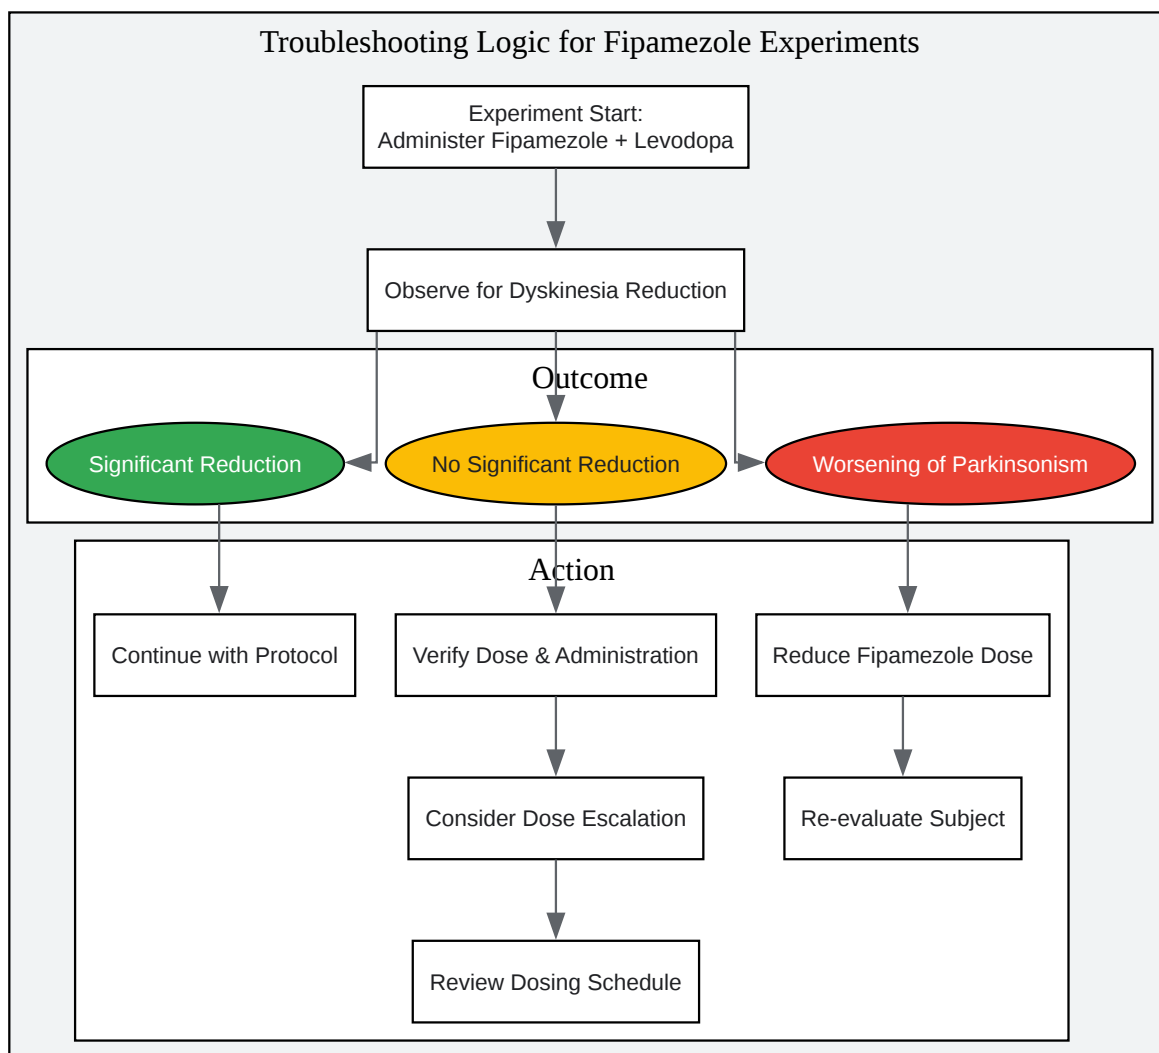 Troubleshooting Logic for Fipamezole Experiments
Experiment Start:
Administer Fipamezole + Levodopa
Observe for Dyskinesia Reduction
Outcome
Significant Reduction
No Significant Reduction
Worsening of Parkinsonism
Action
Continue with Protocol
Verify Dose & Administration
Reduce Fipamezole Dose
Consider Dose Escalation
Re-evaluate Subject
Review Dosing Schedule